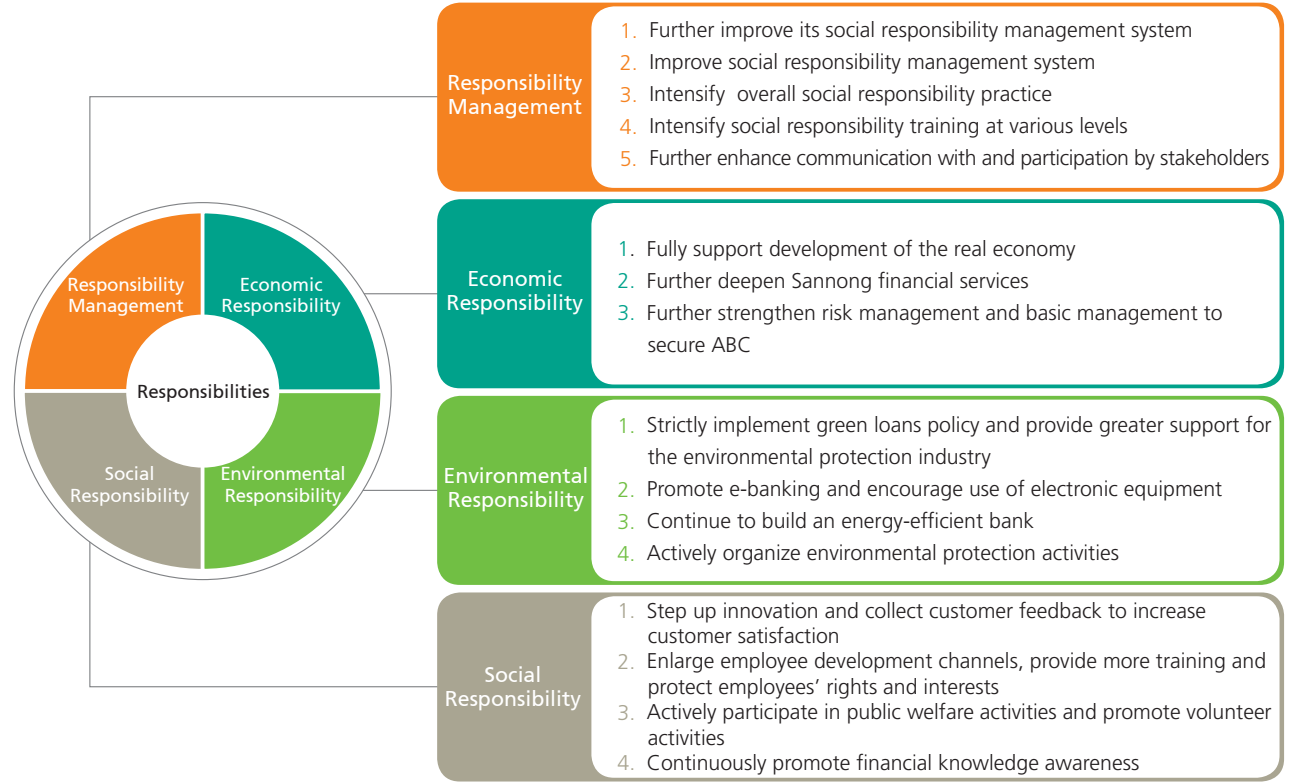 Responsibility
Management
1. Further improve its social responsibility management system
2. Improve social responsibility management system
3. Intensify overall social responsibility practice
4. Intensify social responsibility training at various levels
5. Further enhance communication with and participation by stakeholders
Economic
Responsibility
1. Fully support development of the real economy
2. Further deepen Sannong financial services
3. Further strengthen risk management and basic management to
secure ABC
Environmental
Responsibility
1. Strictly implement green loans policy and provide greater support for
the environmental protection industry
2. Promote e-banking and encourage use of electronic equipment
3. Continue to build an energy-efficient bank
4. Actively organize environmental protection activities
Social
Responsibility
1. Step up innovation and collect customer feedback to increase
customer satisfaction
2. Enlarge employee development channels, provide more training and
protect employees’ rights and interests
3. Actively participate in public welfare activities and promote volunteer
activities
4. Continuously promote financial knowledge awareness
Responsibility
Management
Economic
Responsibility
Responsibilities
Social
Responsibility
Environmental
Responsibility